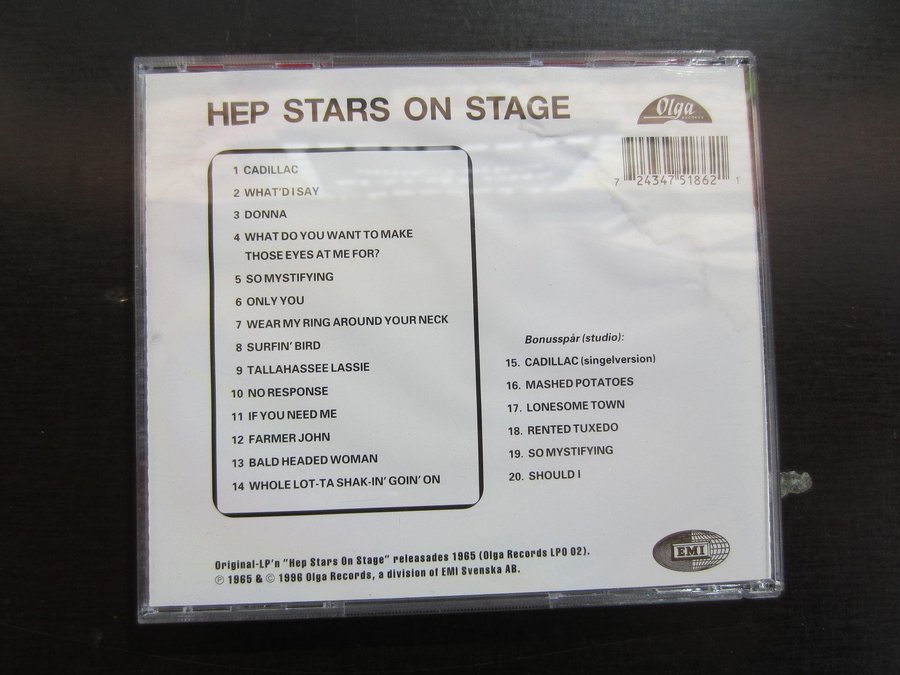 HEP STARS ON STAGE
Olga
RECORDS
7 24347 51862 1
1 CADILLAC
2 WHAT'D I SAY
3 DONNA
4 WHAT DO YOU WANT TO MAKE
THOSE EYES AT ME FOR?
5 SO MYSTIFYING
6 ONLY YOU
7 WEAR MY RING AROUND YOUR NECK
8 SURFIN' BIRD
9 TALLAHASSEE LASSIE
10 NO RESPONSE
11 IF YOU NEED ME
12 FARMER JOHN
13 BALD HEADED WOMAN
14 WHOLE LOT-TA SHAK-IN' GOIN' ON
Bonusspår (studio):
15. CADILLAC (singelversion)
16. MASHED POTATOES
17. LONESOME TOWN
18. RENTED TUXEDO
19. SO MYSTIFYING
20. SHOULD I
Original-LP'n "Hep Stars On Stage" releasades 1965 (Olga Records LPO 02).
℗ 1965 & © 1996 Olga Records, a division of EMI Svenska AB.
EMI